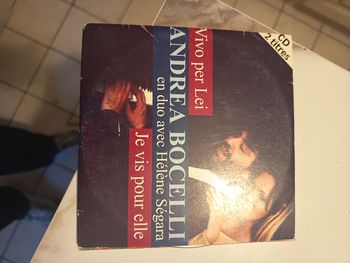 CD
2 titres
Vivo per Lei
ANDREA BOCELLI
en duo avec Hélène Ségara
Je vis pour elle